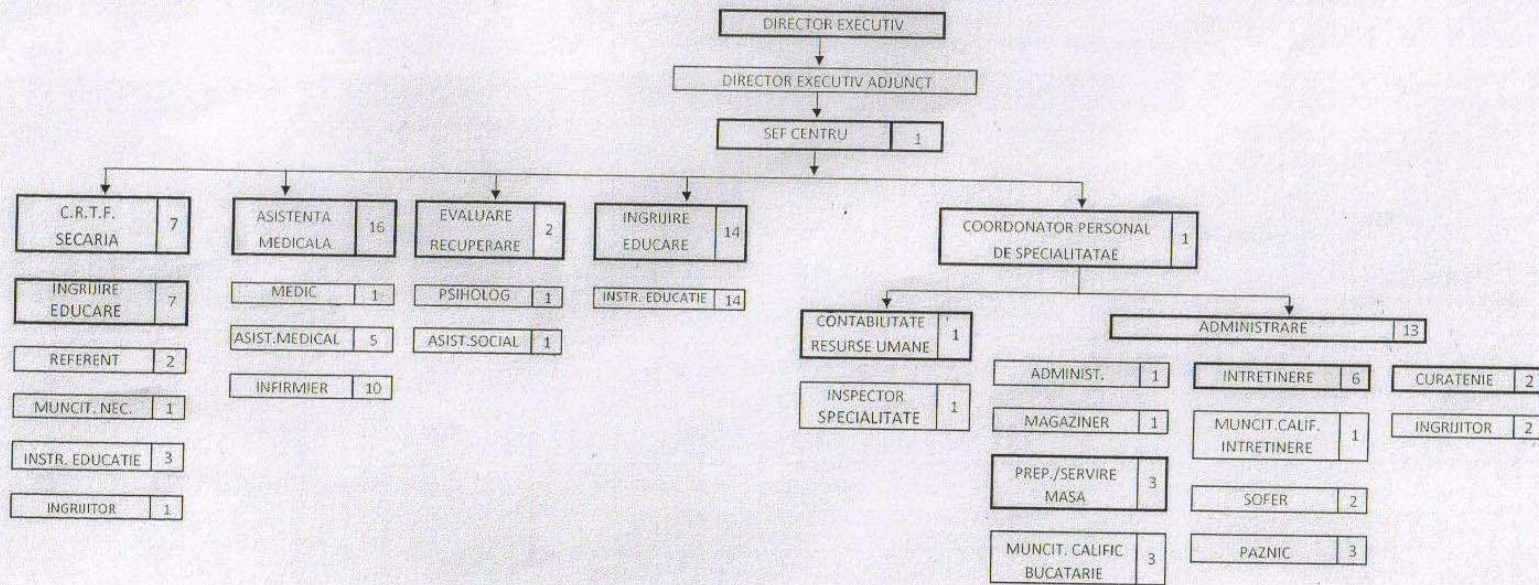 DIRECTOR EXECUTIV
DIRECTOR EXECUTIV ADJUNCT
SEF CENTRU 1
C.R.T.F.
SECARIA 7
ASISTENTA
MEDICALA 16
EVALUARE
RECUPERARE 2
INGRIJIRE
EDUCARE 14
COORDONATOR PERSONAL
DE SPECIALITATAE 1
INGRIJIRE
EDUCARE 7
REFERENT 2
MUNCIT. NEC. 1
INSTR. EDUCATIE 3
INGRIJITOR 1
MEDIC 1
ASIST.MEDICAL 5
INFIRMIER 10
PSIHOLOG 1
ASIST.SOCIAL 1
INSTR. EDUCATIE 14
CONTABILITATE
RESURSE UMANE 1
INSPECTOR
SPECIALITATE 1
ADMINISTRARE 13
ADMINIST. 1
MAGAZINER 1
PREP./SERVIRE
MASA 3
MUNCIT. CALIFIC
BUCATARIE 3
INTRETINERE 6
MUNCIT.CALIF.
INTRETINERE 1
SOFER 2
PAZNIC 3
CURATENIE 2
INGRIJITOR 2